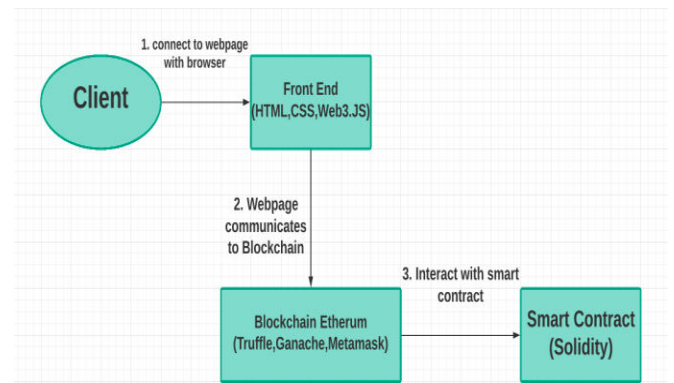 1. connect to webpage
with browser
Client
Front End
(HTML,CSS,Web3.JS)
2. Webpage
communicates
to Blockchain
3. Interact with smart
contract
Blockchain Etherum
(Truffle,Ganache,Metamask)
Smart Contract
(Solidity)